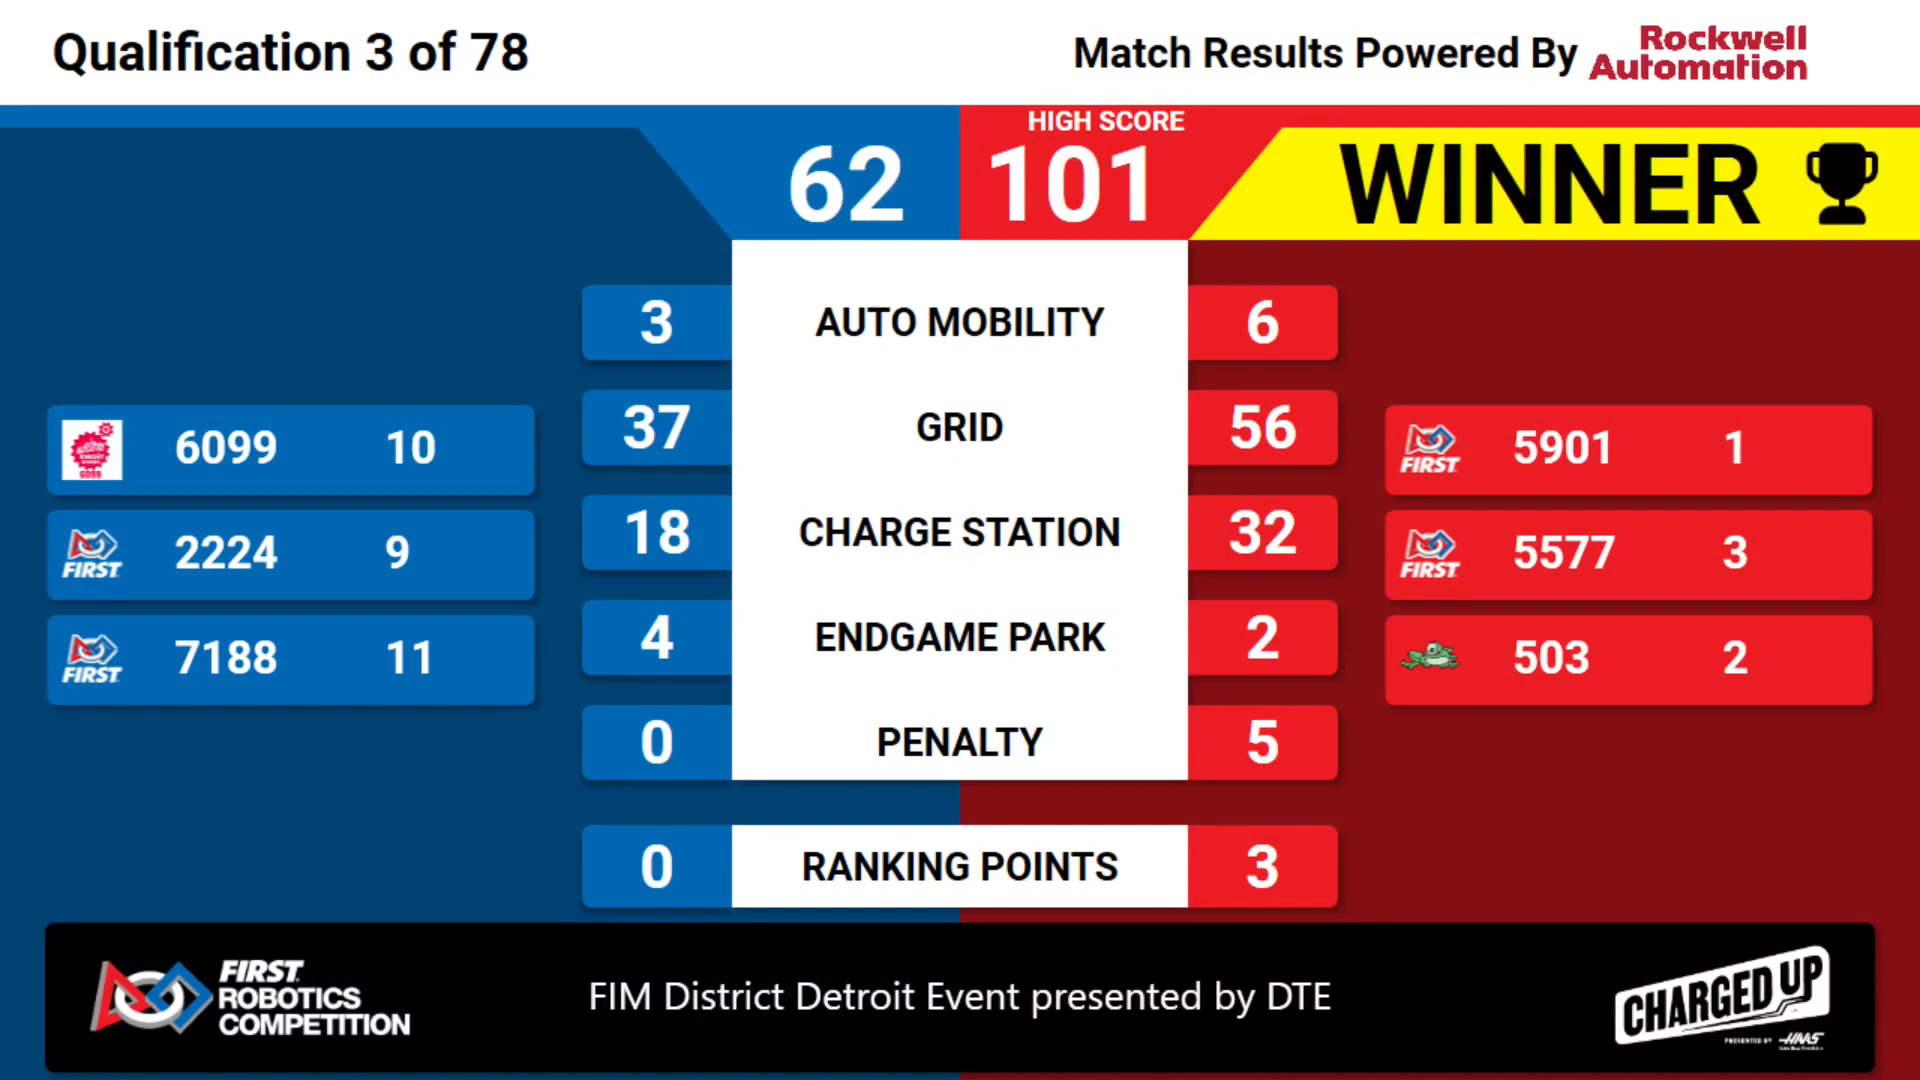 Qualification 3 of 78
Match Results Powered By
Rockwell
Automation
62
HIGH SCORE
101
WINNER
3 AUTO MOBILITY 6
37 GRID 56
18 CHARGE STATION 32
4 ENDGAME PARK 2
0 PENALTY 5
0 RANKING POINTS 3
6099 10
FIRST 2224 9
FIRST 7188 11
FIRST 5901 1
FIRST 5577 3
503 2
FIRST
ROBOTICS
COMPETITION
FIM District Detroit Event presented by DTE
CHARGED UP
PRESENTED BY HAAS